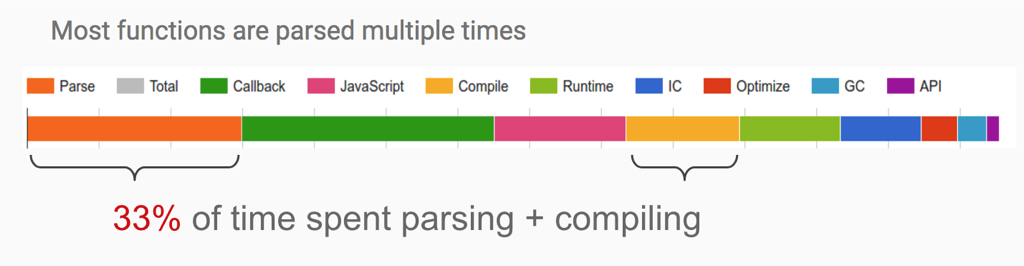 Most functions are parsed multiple times
Parse Total Callback JavaScript Compile Runtime IC Optimize GC API
33% of time spent parsing + compiling